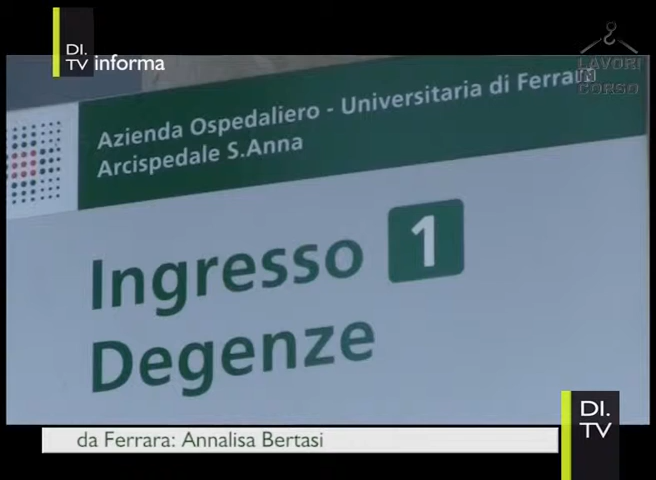 DI.
TV informa
LAVORI
IN
CORSO
Azienda Ospedaliero - Universitaria di Ferrara
Arcispedale S.Anna
Ingresso 1
Degenze
da Ferrara: Annalisa Bertasi
DI.
TV